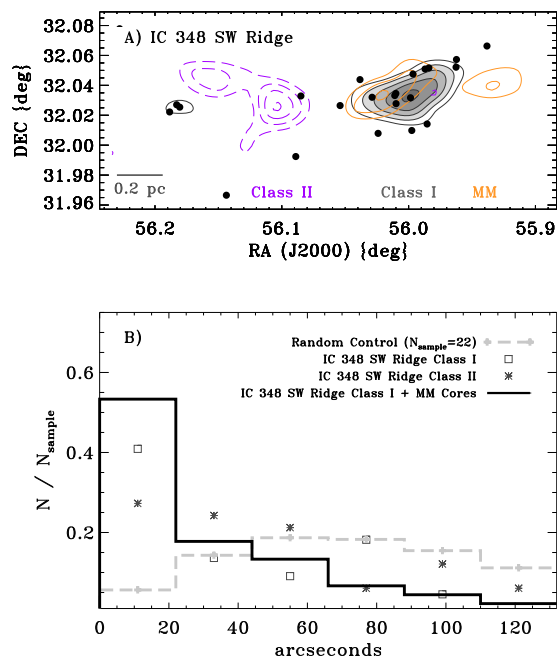 A) IC 348 SW Ridge
32.08
32.06
32.04
32.02
32.00
31.98
31.96
DEC {deg}
0.2 pc
Class II
Class I
MM
56.2
56.1
56.0
55.9
RA (J2000) {deg}
B)
Random Control (Nsample=22)
IC 348 SW Ridge Class I
IC 348 SW Ridge Class II
IC 348 SW Ridge Class I + MM Cores
0.6
0.4
0.2
N / Nsample
0
20
40
60
80
100
120
arcseconds